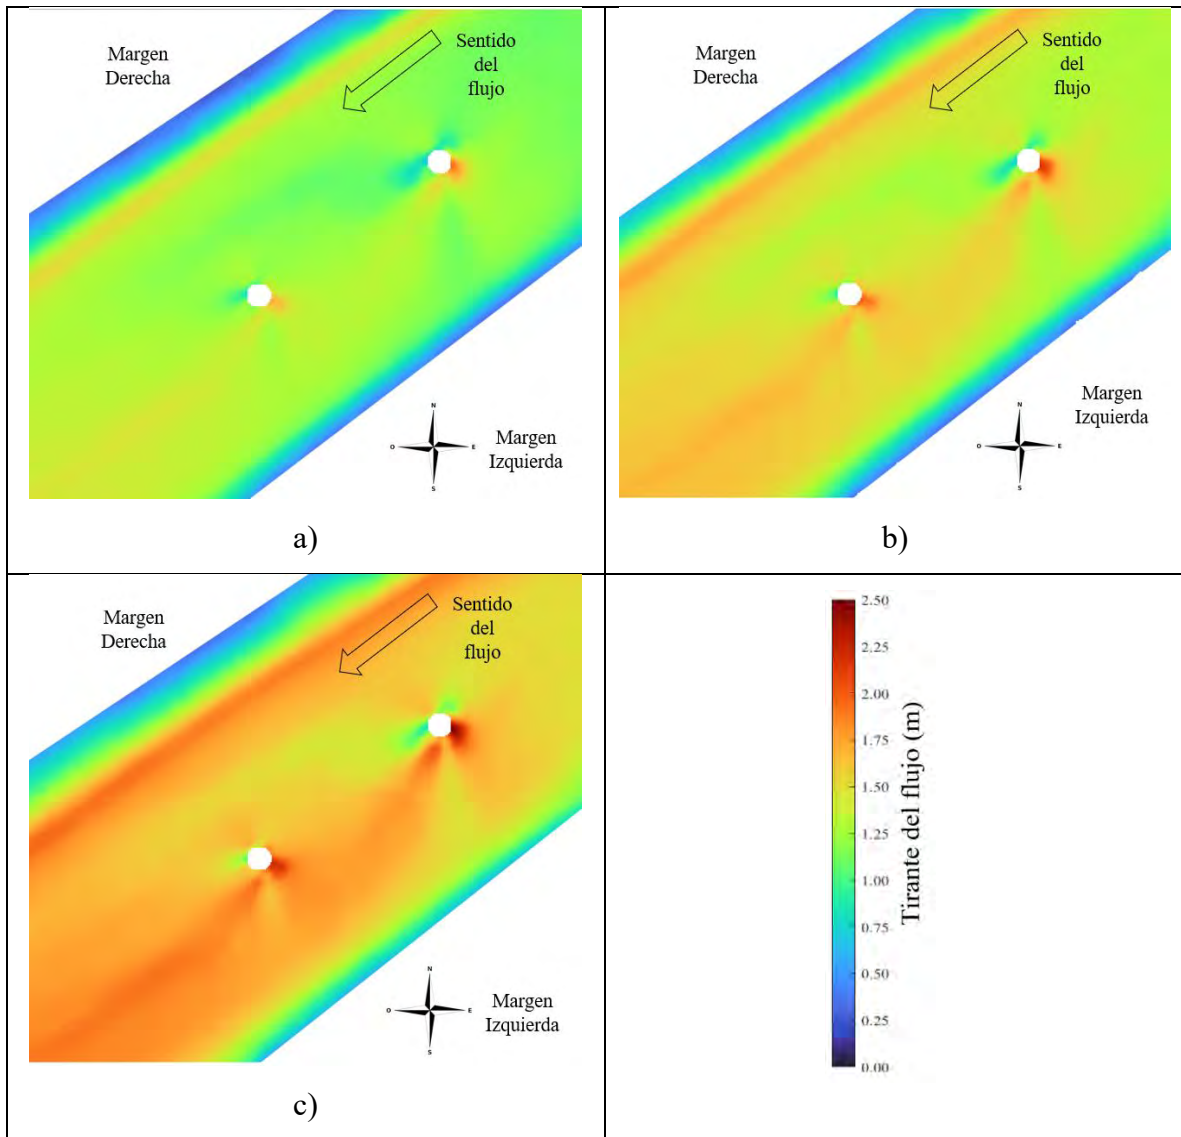 Margen
Derecha
Sentido
del
flujo
N
O
E
S
Margen
Izquierda
a)
Margen
Derecha
Sentido
del
flujo
Margen
Izquierda
N
O
E
S
b)
Margen
Derecha
Sentido
del
flujo
N
O
E
S
Margen
Izquierda
c)
2.50
2.00
1.75
1.50
1.25
1.00
0.75
0.50
0.25
0.00
Tirante del flujo (m)